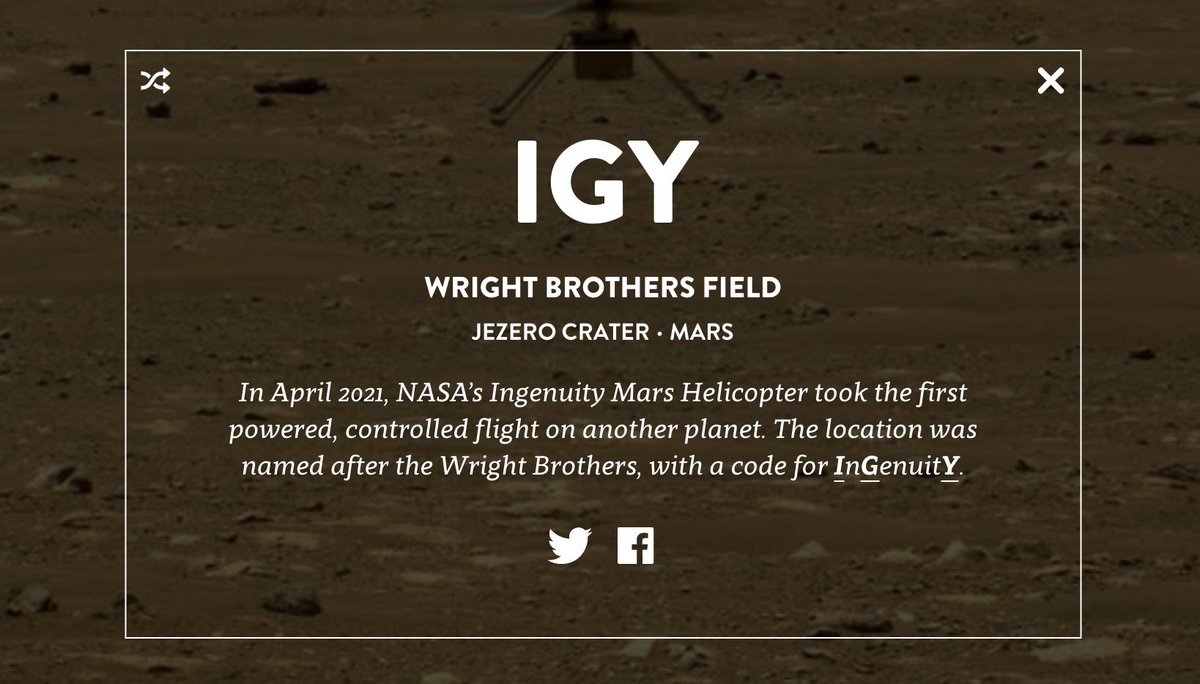 IGY
WRIGHT BROTHERS FIELD
JEZERO CRATER · MARS
In April 2021, NASA’s Ingenuity Mars Helicopter took the first
powered, controlled flight on another planet. The location was
named after the Wright Brothers, with a code for InGenuitY.